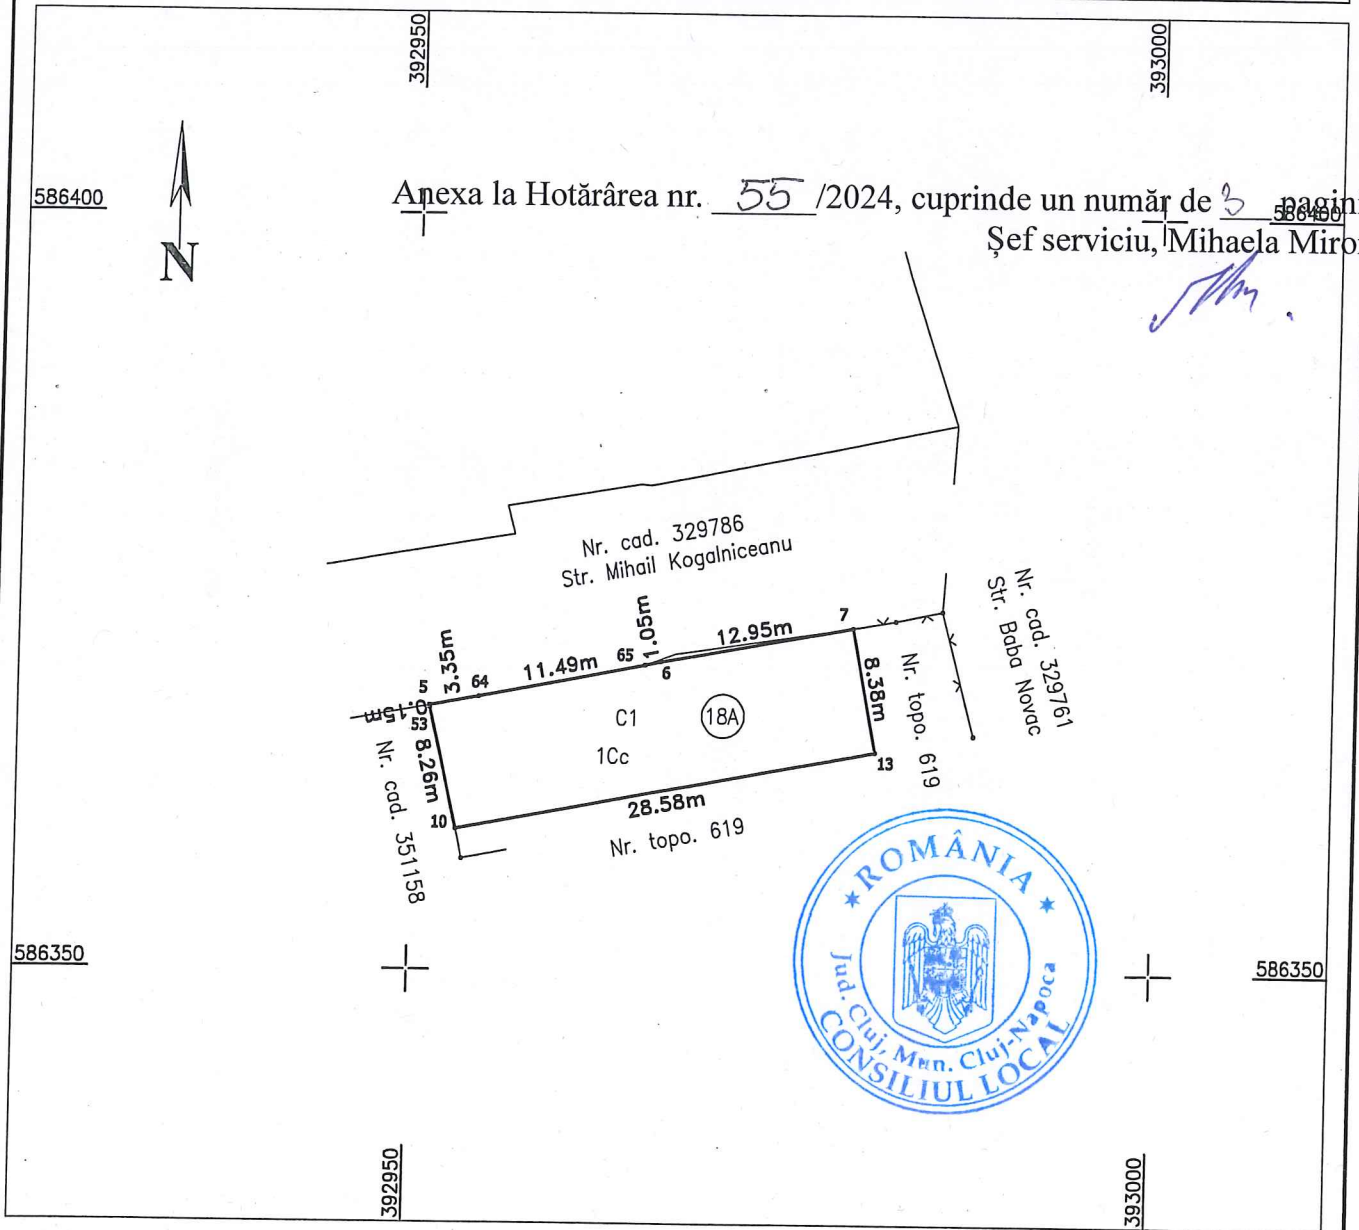 392950
393000
586400
Anexa la Hotărârea nr. 55 /2024, cuprinde un număr de 3 pagini
586400
Șef serviciu, Mihaela Miro
N
Nr. cad. 329786
Str. Mihail Kogalniceanu
Nr. cad. 329761
Str. Baba Novac
5
3.35m
64
11.49m
65
1.05m
6
12.95m
7
0.15m
53
8.26m
Nr. cad. 351158
C1
18A
1Cc
8.38m
Nr. topo. 619
13
10
28.58m
Nr. topo. 619
ROMÂNIA
Jud. Cluj, Mun. Cluj-Napoca
CONSILIUL LOCAL
586350
586350
392950
393000